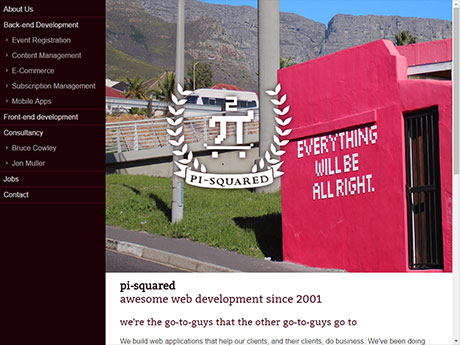 About Us
Back-end Development
Event Registration
Content Management
E-Commerce
Subscription Management
Mobile Apps
Front-end development
Consultancy
Bruce Cowley
Jon Muller
Jobs
Contact
2
π
PI-SQUARED
EVERYTHING
WILL BE
ALL RIGHT.
pi-squared
awesome web development since 2001
we're the go-to-guys that the other go-to-guys go to
We build web applications that help our clients, and their clients, do business. We've been doing